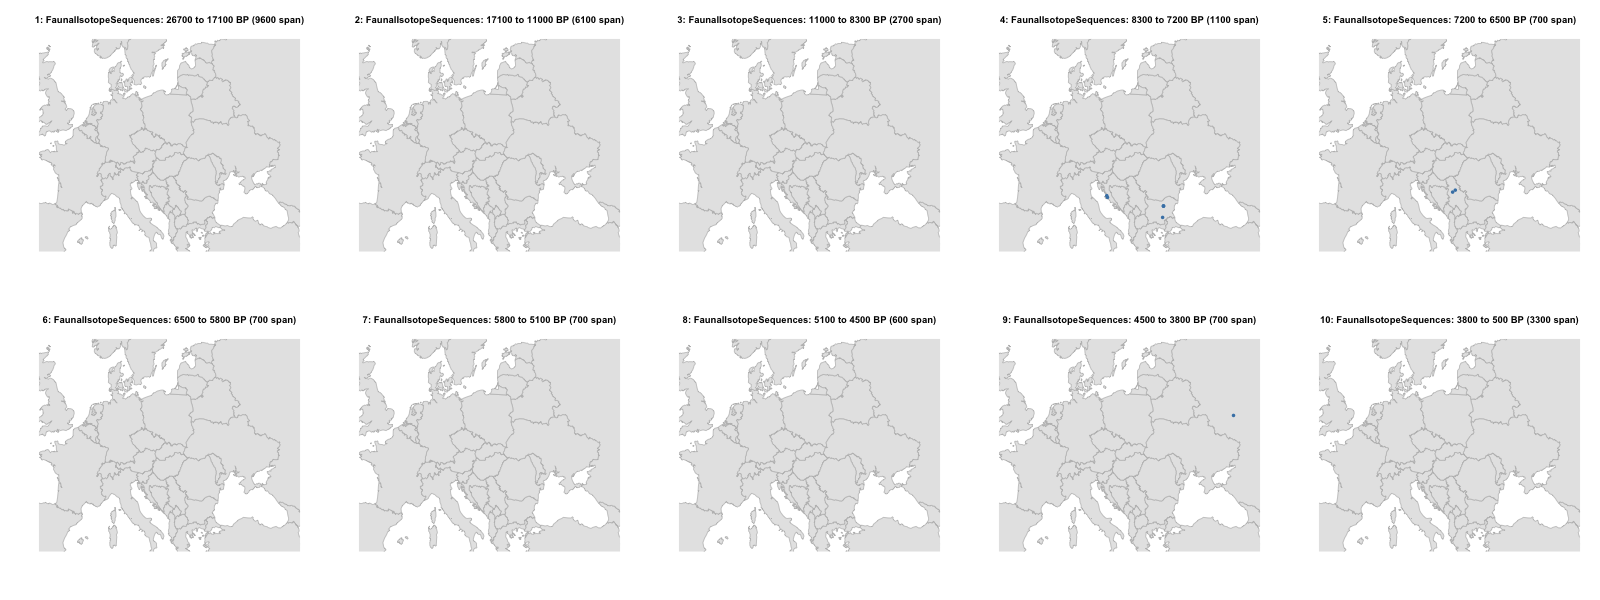 1: FaunalIsotopeSequences: 26700 to 17100 BP (9600 span)
2: FaunalIsotopeSequences: 17100 to 11000 BP (6100 span)
3: FaunalIsotopeSequences: 11000 to 8300 BP (2700 span)
4: FaunalIsotopeSequences: 8300 to 7200 BP (1100 span)
5: FaunalIsotopeSequences: 7200 to 6500 BP (700 span)
6: FaunalIsotopeSequences: 6500 to 5800 BP (700 span)
7: FaunalIsotopeSequences: 5800 to 5100 BP (700 span)
8: FaunalIsotopeSequences: 5100 to 4500 BP (600 span)
9: FaunalIsotopeSequences: 4500 to 3800 BP (700 span)
10: FaunalIsotopeSequences: 3800 to 500 BP (3300 span)